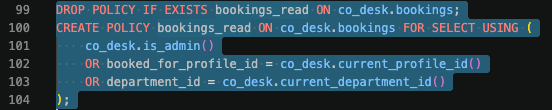 99 DROP POLICY IF EXISTS bookings_read ON co_desk.bookings;
100 CREATE POLICY bookings_read ON co_desk.bookings FOR SELECT USING (
101     co_desk.is_admin()
102     OR booked_for_profile_id = co_desk.current_profile_id()
103     OR department_id = co_desk.current_department_id()
104 );